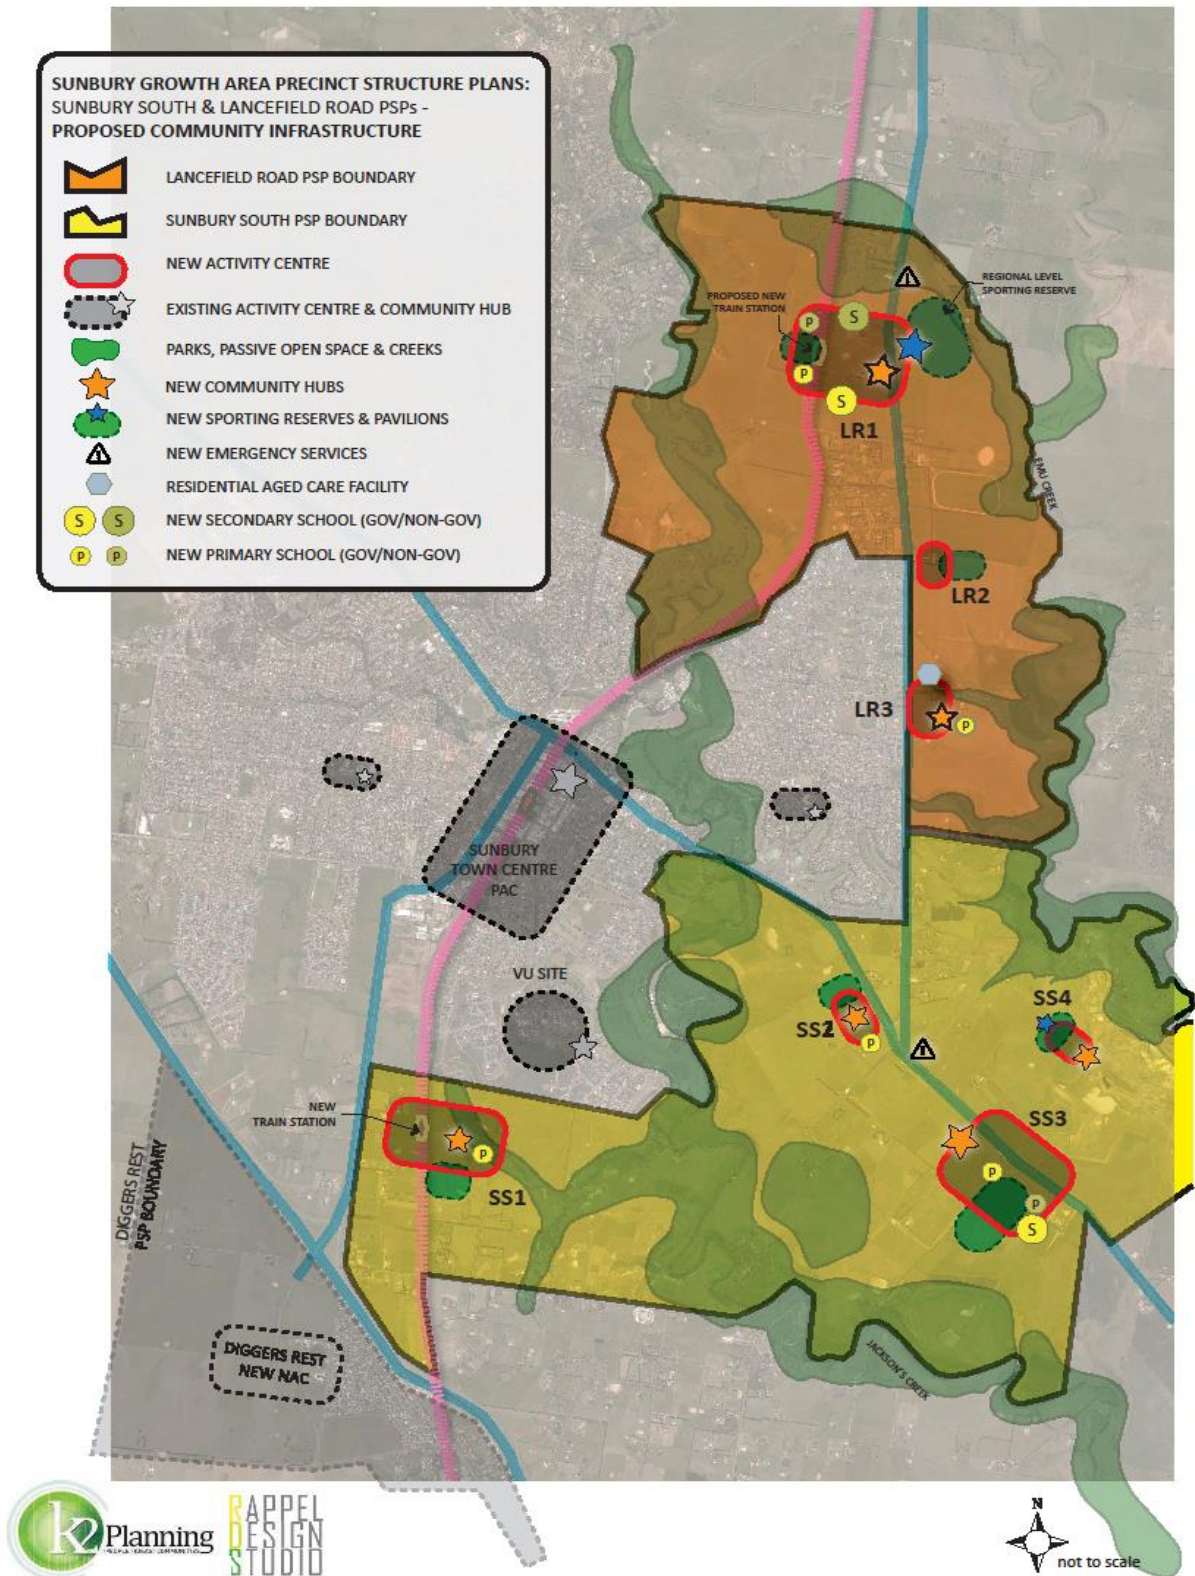 SUNBURY GROWTH AREA PRECINCT STRUCTURE PLANS:
SUNBURY SOUTH & LANCEFIELD ROAD PSPs -
PROPOSED COMMUNITY INFRASTRUCTURE
LANCEFIELD ROAD PSP BOUNDARY
SUNBURY SOUTH PSP BOUNDARY
NEW ACTIVITY CENTRE
EXISTING ACTIVITY CENTRE & COMMUNITY HUB
PARKS, PASSIVE OPEN SPACE & CREEKS
NEW COMMUNITY HUBS
NEW SPORTING RESERVES & PAVILIONS
NEW EMERGENCY SERVICES
RESIDENTIAL AGED CARE FACILITY
S S NEW SECONDARY SCHOOL (GOV/NON-GOV)
P P NEW PRIMARY SCHOOL (GOV/NON-GOV)
REGIONAL LEVEL
SPORTING RESERVE
PROPOSED NEW
TRAIN STATION
P
S
P
S
LR1
EMU CREEK
LR2
LR3
P
SUNBURY
TOWN CENTRE
PAC
VU SITE
SS4
P
NEW
TRAIN STATION
P
SS1
SS3
P
P
S
DIGGERS REST
PSP BOUNDARY
DIGGERS REST
NEW NAC
JACKSON'S CREEK
k2 Planning
RAPPEL
DESIGN
STUDIO
N
not to scale